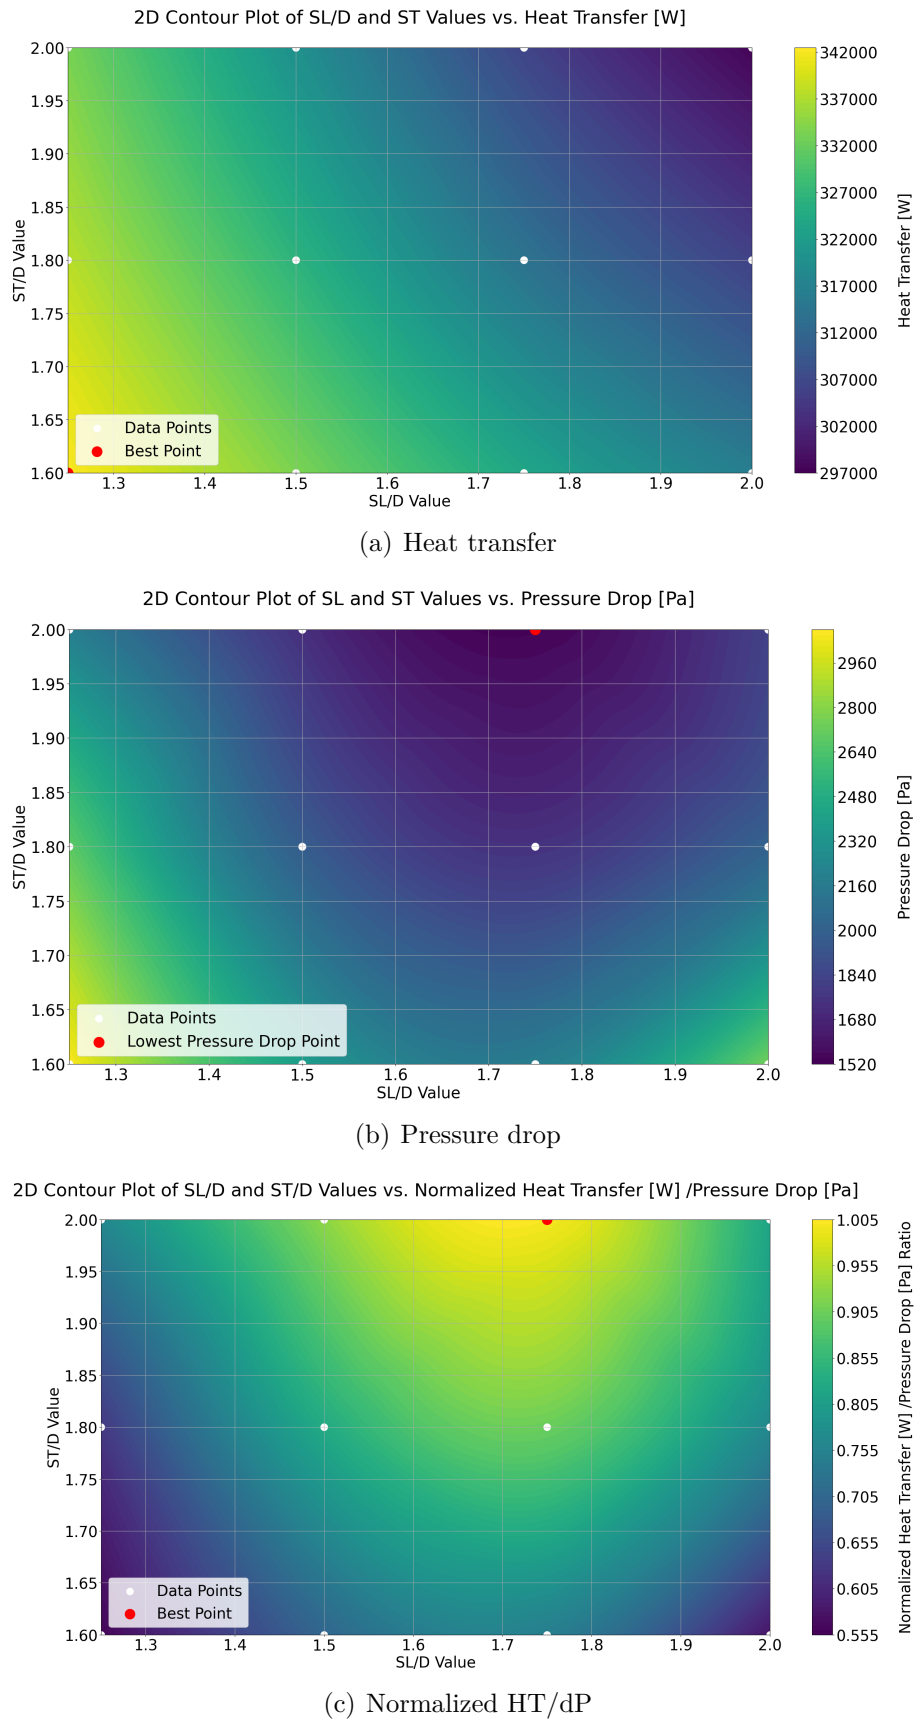 2D Contour Plot of SL/D and ST Values vs. Heat Transfer [W]
2.00
1.95
1.90
1.85
1.80
1.75
1.70
1.65
1.60
ST/D Value
Data Points
Best Point
1.3 1.4 1.5 1.6 1.7 1.8 1.9 2.0
SL/D Value
342000
337000
332000
327000
322000
317000
312000
307000
302000
297000
Heat Transfer [W]
(a) Heat transfer
2D Contour Plot of SL and ST Values vs. Pressure Drop [Pa]
2.00
1.95
1.90
1.85
1.80
1.75
1.70
1.65
1.60
ST/D Value
Data Points
Lowest Pressure Drop Point
1.3 1.4 1.5 1.6 1.7 1.8 1.9 2.0
SL/D Value
2960
2800
2640
2480
2320
2160
2000
1840
1680
1520
Pressure Drop [Pa]
(b) Pressure drop
2D Contour Plot of SL/D and ST/D Values vs. Normalized Heat Transfer [W] /Pressure Drop [Pa]
2.00
1.95
1.90
1.85
1.80
1.75
1.70
1.65
1.60
ST/D Value
Data Points
Best Point
1.3 1.4 1.5 1.6 1.7 1.8 1.9 2.0
SL/D Value
1.005
0.955
0.905
0.855
0.805
0.755
0.705
0.655
0.605
0.555
Normalized Heat Transfer [W] /Pressure Drop [Pa] Ratio
(c) Normalized HT/dP